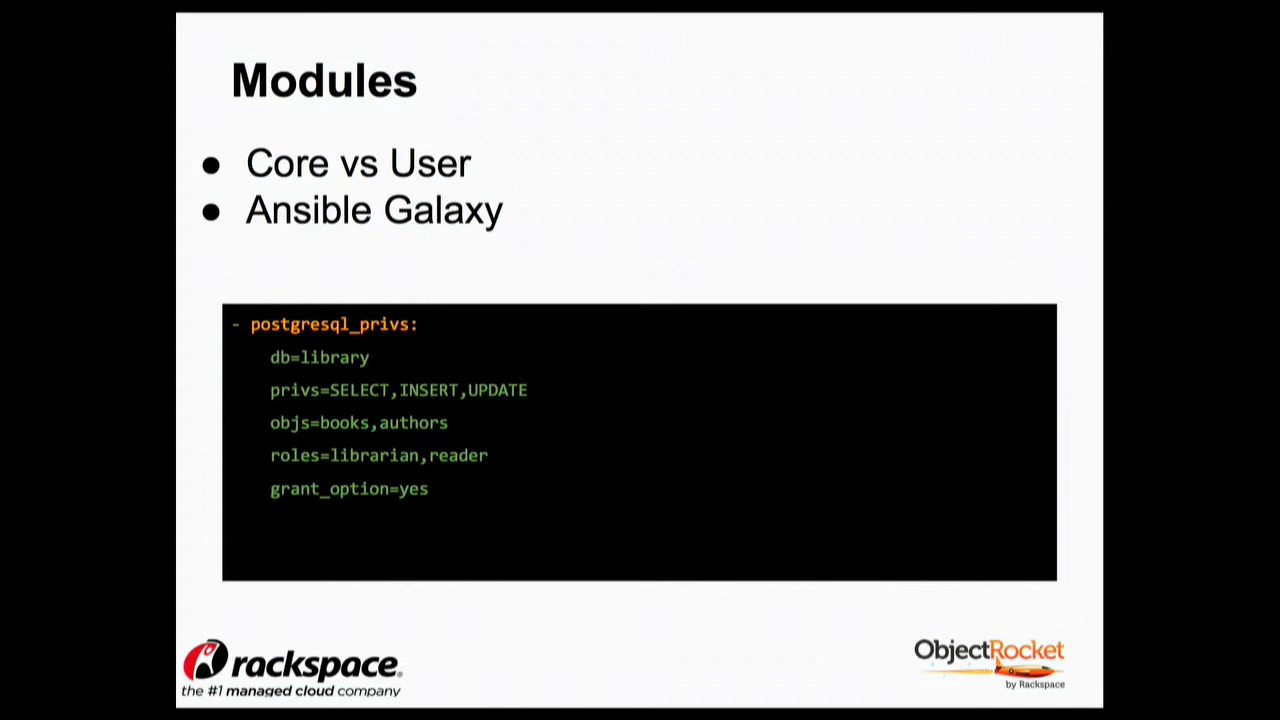 Modules
● Core vs User
● Ansible Galaxy
- postgresql_privs:
db=library
privs=SELECT,INSERT,UPDATE
objs=books,authors
roles=librarian,reader
grant_option=yes
rackspace®
the #1 managed cloud company
ObjectRocket
by Rackspace